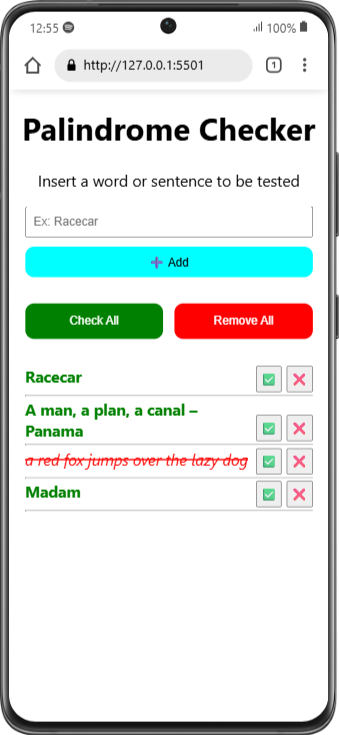 12:55 100%
http://127.0.0.1:5501 1
Palindrome Checker
Insert a word or sentence to be tested
Ex: Racecar
Add
Check All Remove All
Racecar
A man, a plan, a canal –
Panama
a red fox jumps over the lazy dog
Madam